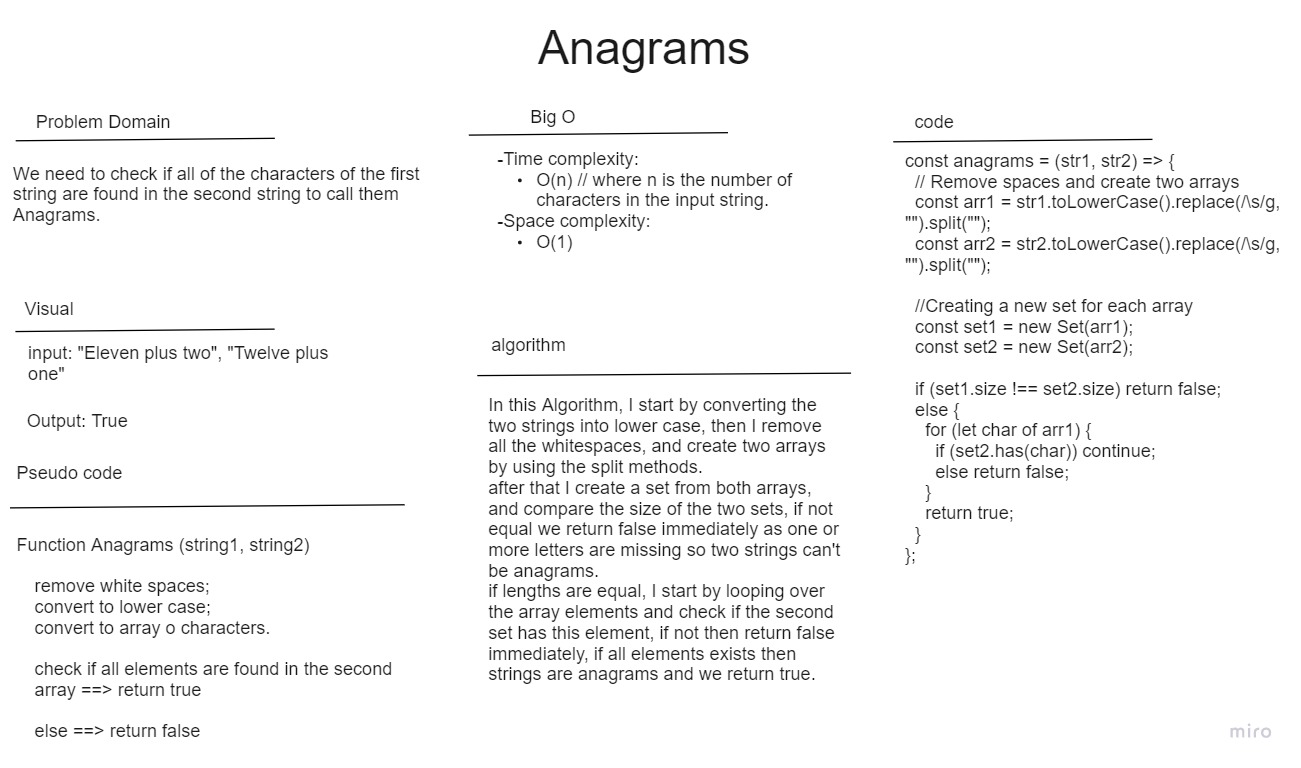 Anagrams
Problem Domain
We need to check if all of the characters of the first
string are found in the second string to call them
Anagrams.
Visual
input: "Eleven plus two", "Twelve plus
one"
Output: True
Pseudo code
Function Anagrams (string1, string2)
remove white spaces;
convert to lower case;
convert to array o characters.
check if all elements are found in the second
array ==> return true
else ==> return false
Big O
-Time complexity:
• O(n) // where n is the number of
characters in the input string.
-Space complexity:
• O(1)
algorithm
In this Algorithm, I start by converting the
two strings into lower case, then I remove
all the whitespaces, and create two arrays
by using the split methods.
after that I create a set from both arrays,
and compare the size of the two sets, if not
equal we return false immediately as one or
more letters are missing so two strings can't
be anagrams.
if lengths are equal, I start by looping over
the array elements and check if the second
set has this element, if not then return false
immediately, if all elements exists then
strings are anagrams and we return true.
code
const anagrams = (str1, str2) => {
// Remove spaces and create two arrays
const arr1 = str1.toLowerCase().replace(/\s/g,
"").split("");
const arr2 = str2.toLowerCase().replace(/\s/g,
"").split("");
//Creating a new set for each array
const set1 = new Set(arr1);
const set2 = new Set(arr2);
if (set1.size !== set2.size) return false;
else {
for (let char of arr1) {
if (set2.has(char)) continue;
else return false;
}
return true;
}
};
miro